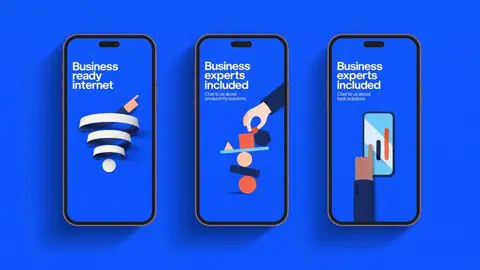 Business
ready
internet
Business
experts
included
Chat to us about
productivity solutions.
Business
experts
included
Chat to us about
tech solutions.